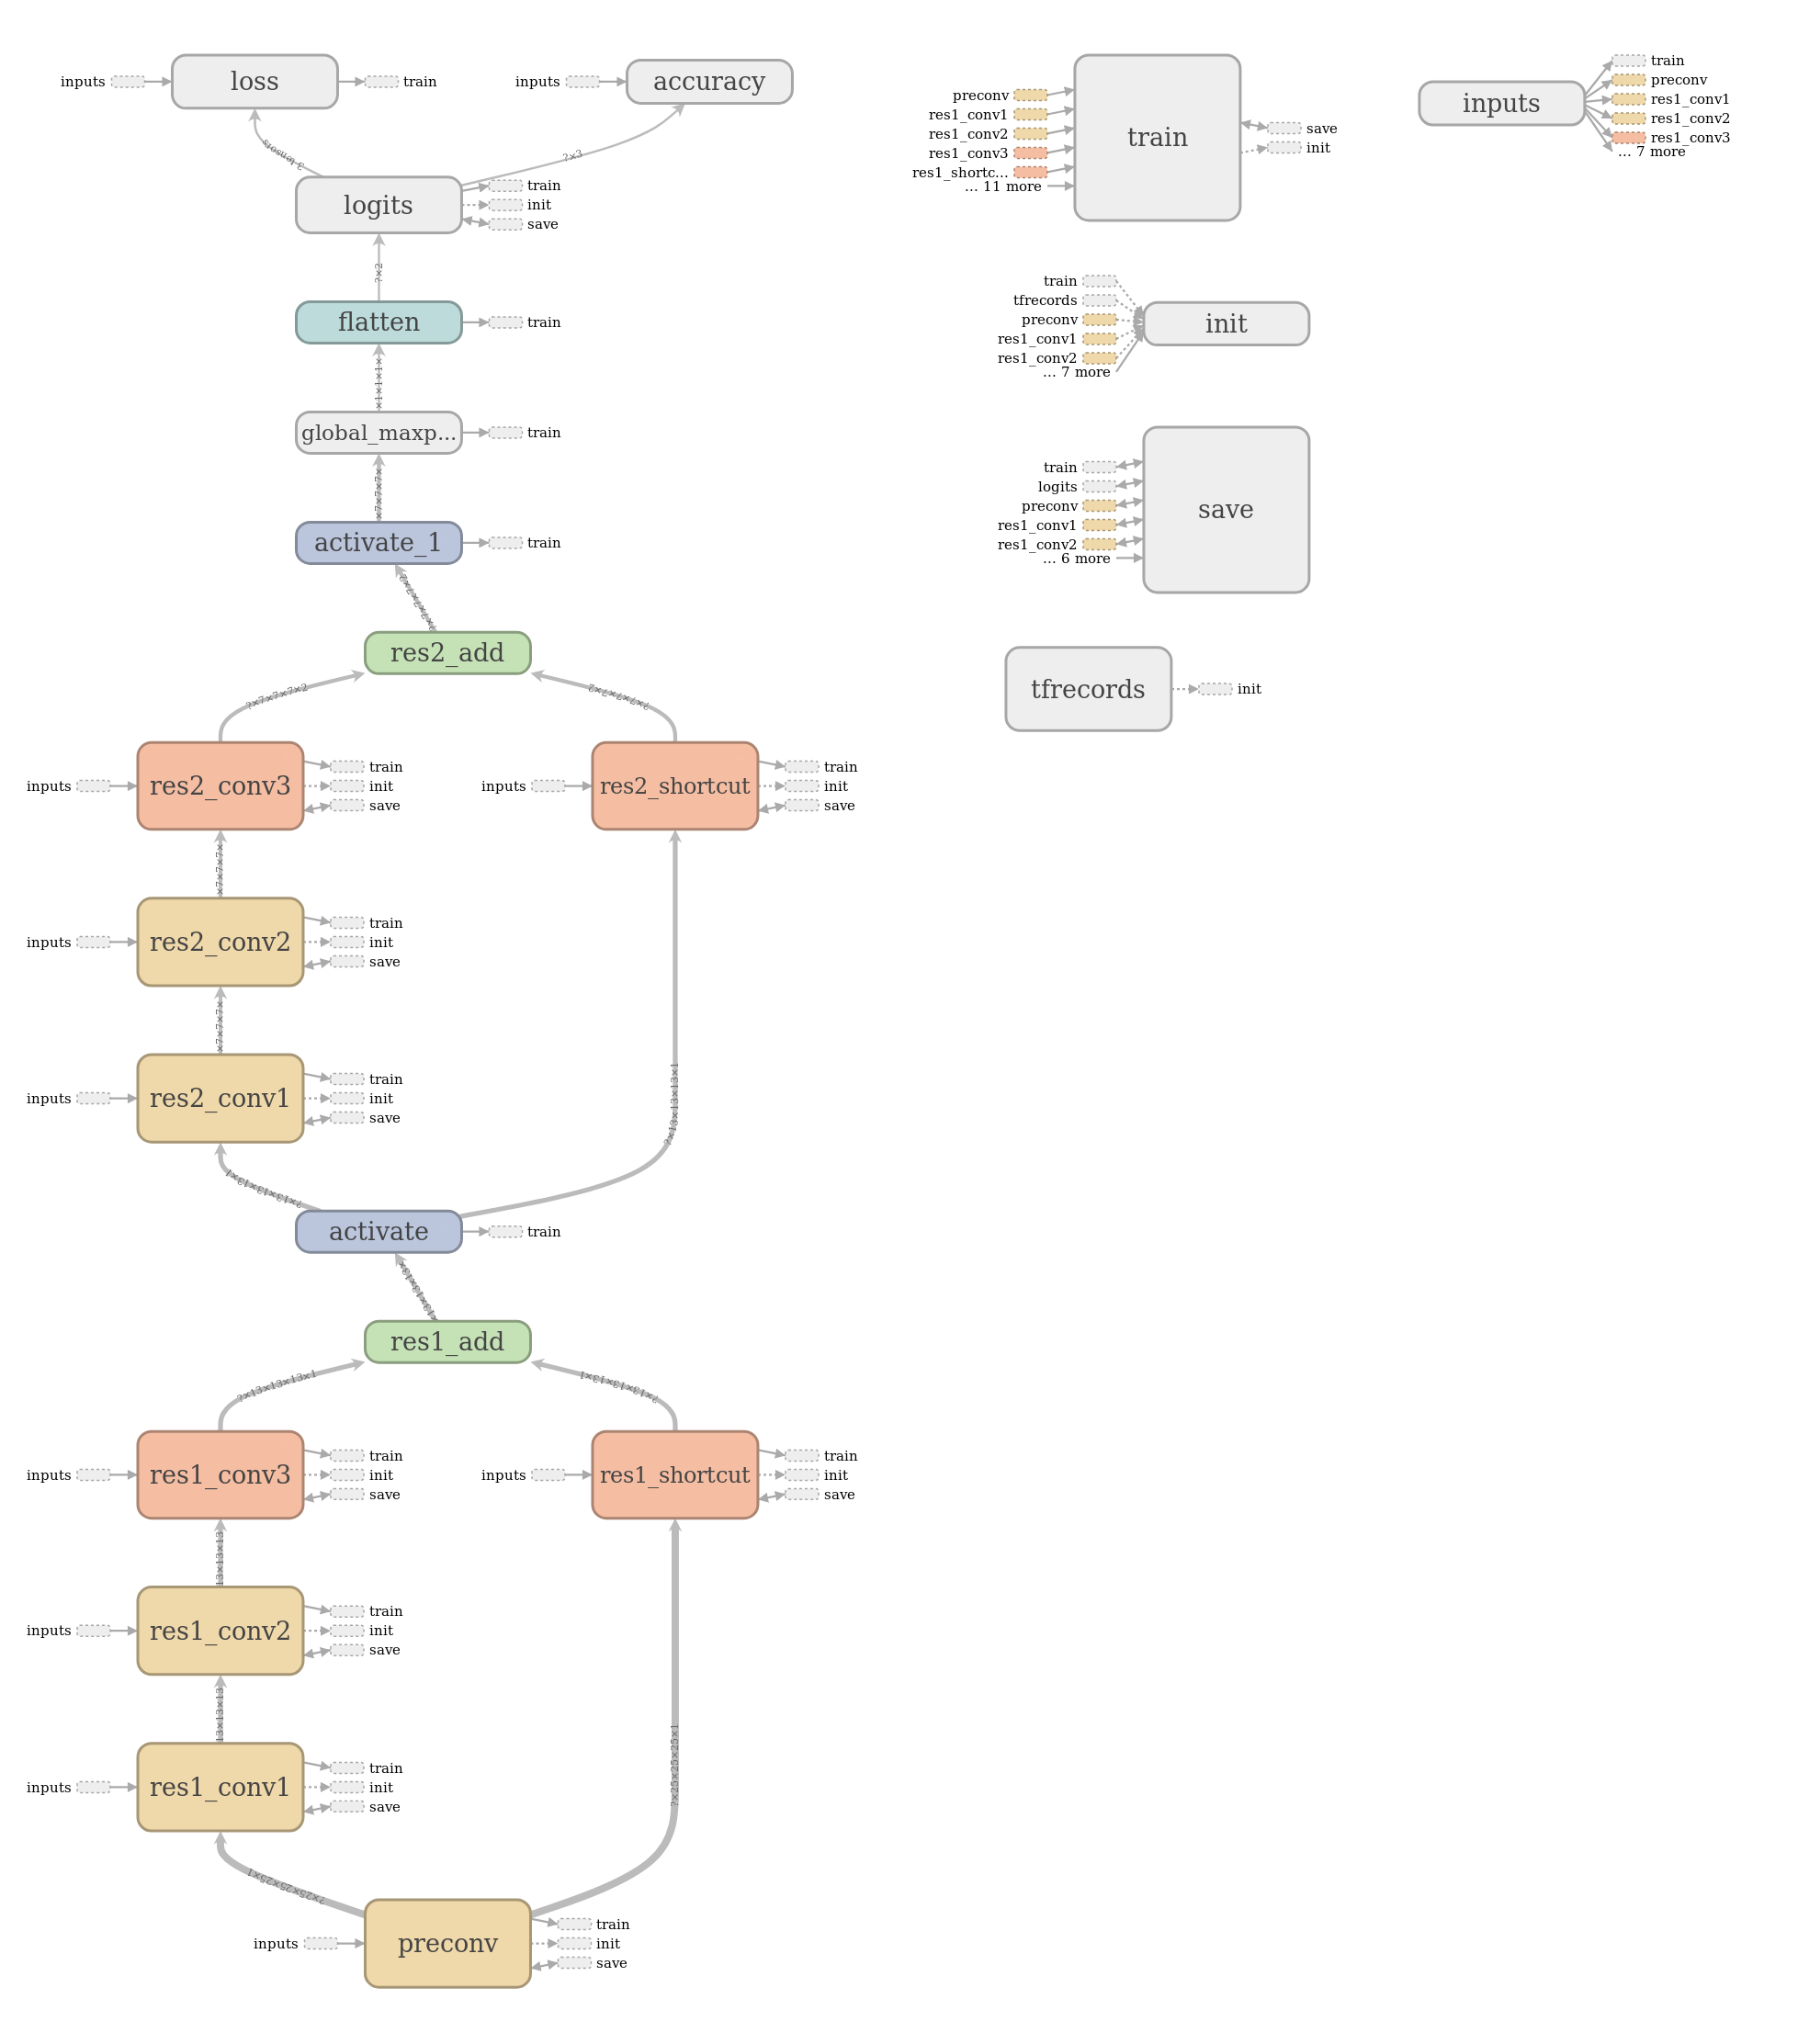 inputs
loss
train
inputs
accuracy
3 tensors
?×3
logits
train
init
save
?×2
flatten
train
×1×1×1×
global_maxp...
train
×7×7×7×
activate_1
train
?×7×7×7×2
res2_add
?×7×7×7×2
?×7×7×7×2
inputs
res2_conv3
train
init
save
inputs
res2_shortcut
train
init
save
×7×7×7×
inputs
res2_conv2
train
init
save
×7×7×7×
inputs
res2_conv1
train
init
save
?×13×13×13×1
?×13×13×13×1
activate
train
res1_add
?×13×13×13×1
?×13×13×13×1
inputs
res1_conv3
train
init
save
inputs
res1_shortcut
train
init
save
13×13×13
inputs
res1_conv2
train
init
save
13×13×13
inputs
res1_conv1
train
init
save
?×25×25×25×1
?×25×25×25×1
inputs
preconv
train
init
save
preconv
res1_conv1
res1_conv2
res1_conv3
res1_shortc...
... 11 more
train
save
init
train
tfrecords
preconv
res1_conv1
res1_conv2
... 7 more
init
train
logits
preconv
res1_conv1
res1_conv2
... 6 more
save
tfrecords
init
inputs
train
preconv
res1_conv1
res1_conv2
res1_conv3
... 7 more